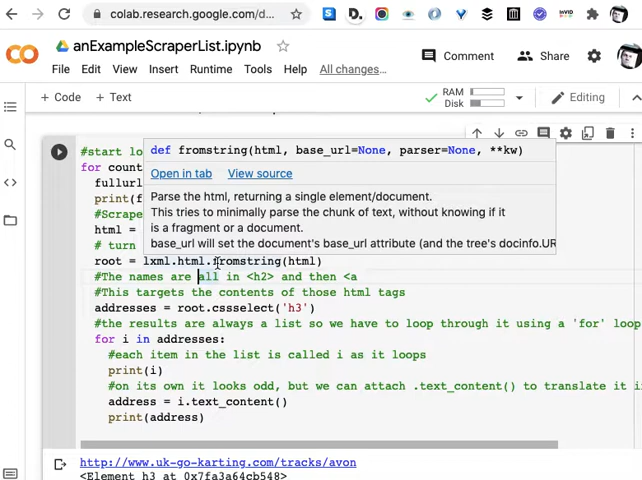 colab.research.google.com/d...
anExampleScraperList.ipynb
Comment
Share
File Edit View Insert Runtime Tools Help All changes...
+ Code + Text
RAM
Disk
Editing
#start lo
for count
def fromstring(html, base_url=None, parser=None, **kw)
fullurl
Open in tab View source
print(f
Parse the html, returning a single element/document.
#Scrape
This tries to minimally parse the chunk of text, without knowing if it
html =
is a fragment or a document.
# turn
base_url will set the document's base_url attribute (and the tree's docinfo.UR
root = lxml.html.fromstring(html)
#The names are all in <h2> and then <a
#This targets the contents of those html tags
addresses = root.cssselect('h3')
#the results are always a list so we have to loop through it using a 'for' loop
for i in addresses:
#each item in the list is called i as it loops
print(i)
#on its own it looks odd, but we can attach .text_content() to translate it i
address = i.text_content()
print(address)
http://www.uk-go-karting.com/tracks/avon
<Element h3 at 0x7fa3a64cb548>